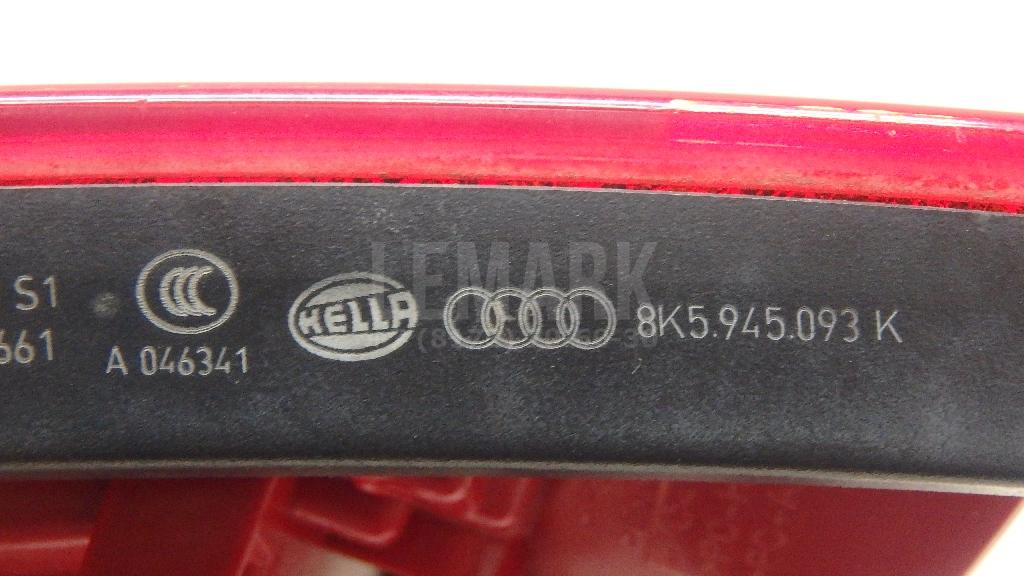 S1
661
A 046341
HELLA
8K5.945.093 K
LEMARK